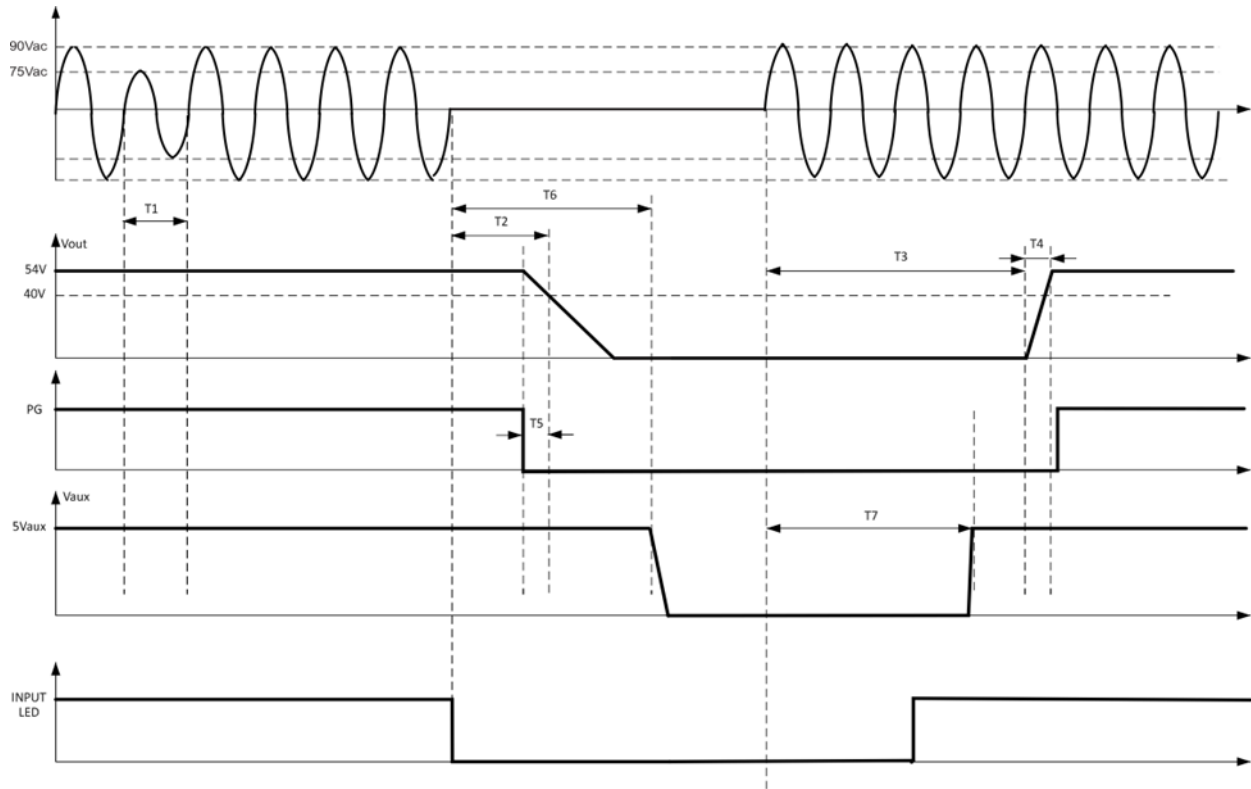 90Vac
75Vac
T1
T6
T2
Vout
54V
40V
T3
T4
PG
T5
Vaux
5Vaux
T7
INPUT
LED